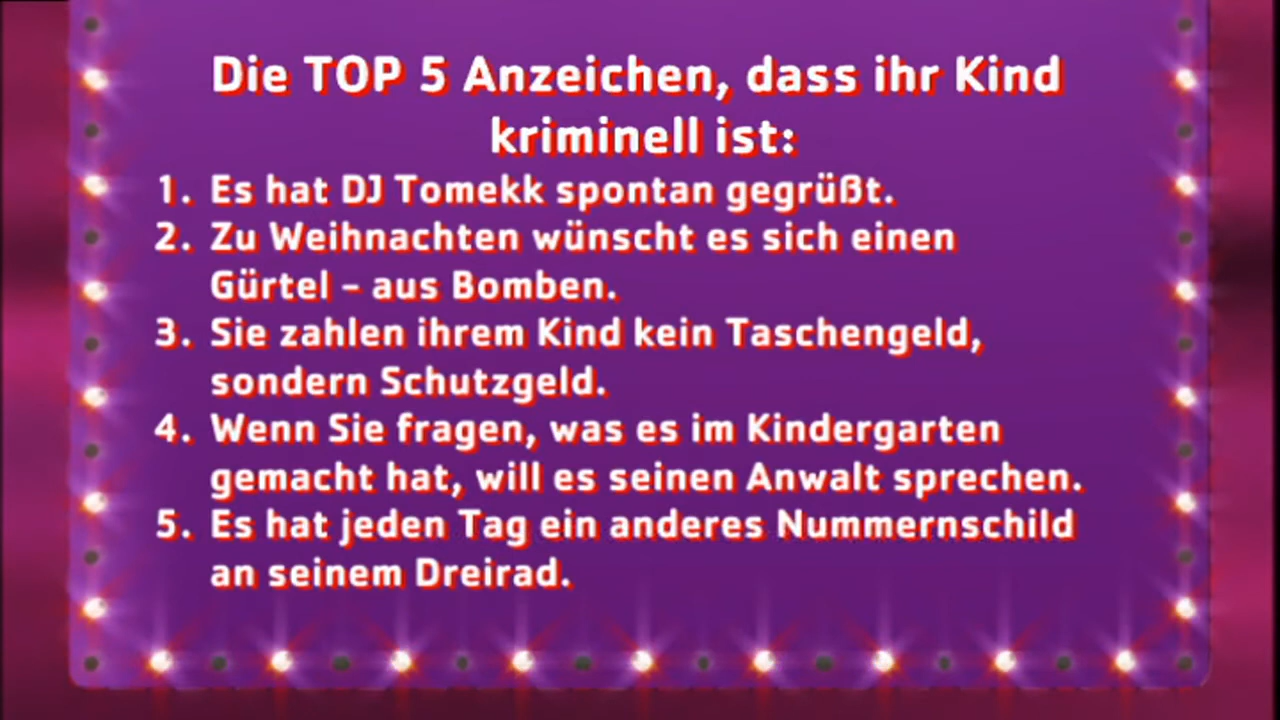 Die TOP 5 Anzeichen, dass ihr Kind
kriminell ist:
1. Es hat DJ Tomekk spontan gegrüßt.
2. Zu Weihnachten wünscht es sich einen
Gürtel – aus Bomben.
3. Sie zahlen ihrem Kind kein Taschengeld,
sondern Schutzgeld.
4. Wenn Sie fragen, was es im Kindergarten
gemacht hat, will es seinen Anwalt sprechen.
5. Es hat jeden Tag ein anderes Nummernschild
an seinem Dreirad.